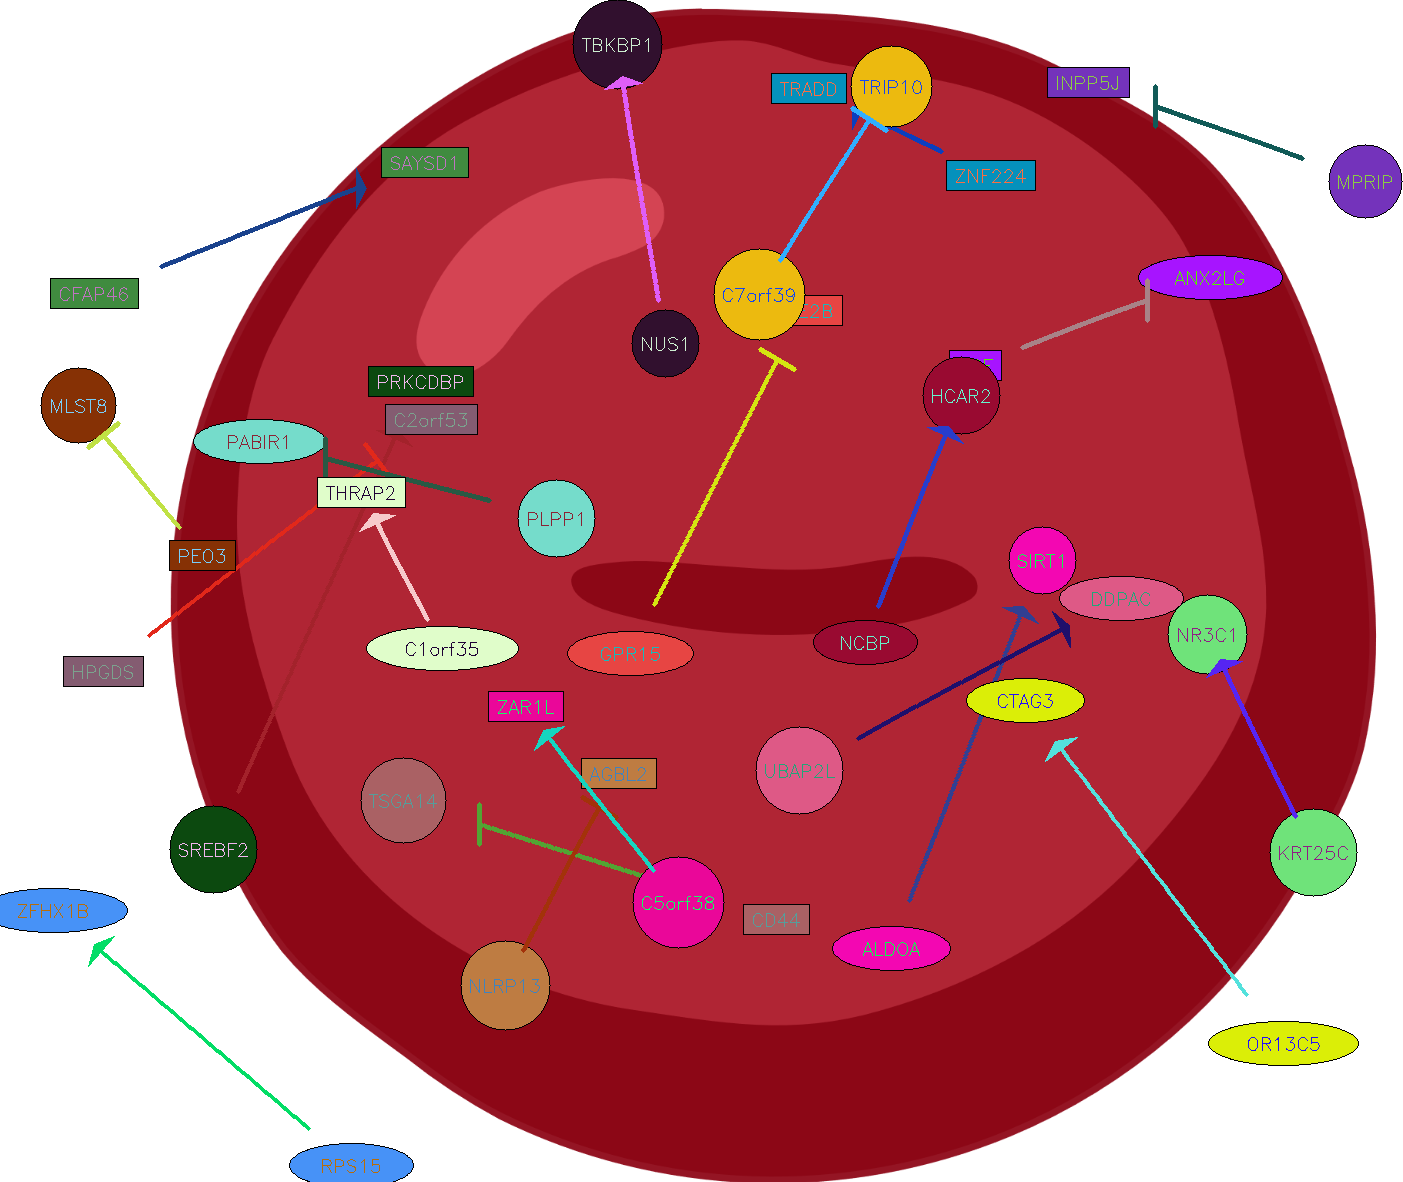 TBKBP1
TRADD
TRIP10
INPP5J
SAYSD1
ZNF224
MPRIP
CFAP46
C7orf39
ANX2LG
NUS1
PRKCDBP
HCAR2
MLST8
C2orf53
PABIR1
THRAP2
PLPP1
PEO3
SIRT1
DDPAC
NR3C1
C1orf35
GPR15
NCBP
HPGDS
ZAR1L
CTAG3
AGBL2
UBAP2L
TSGA14
SREBF2
KRT25C
C5orf38
ZFHX1B
CD44
ALDOA
NLRP13
OR13C5
RPS15